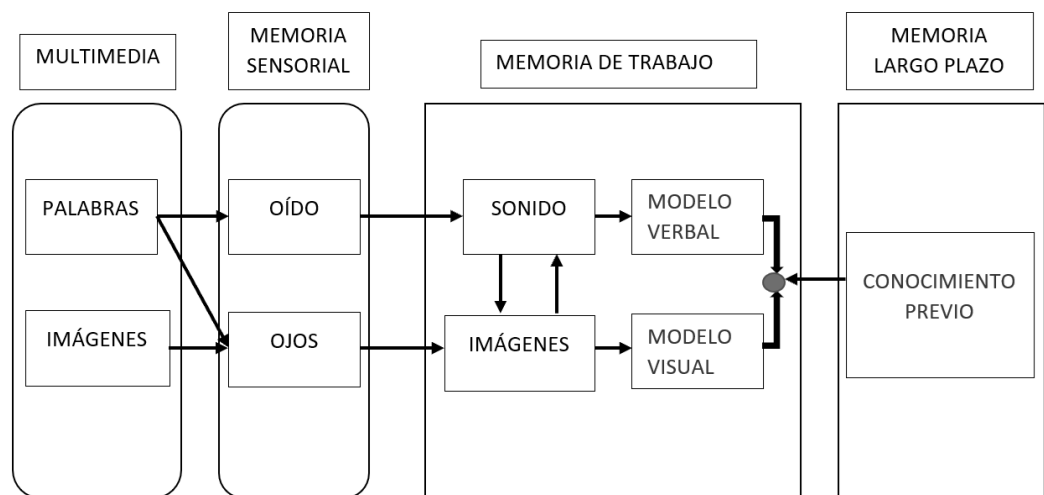 MULTIMEDIA
MEMORIA
SENSORIAL
MEMORIA DE TRABAJO
MEMORIA
LARGO PLAZO
PALABRAS
OÍDO
SONIDO
MODELO
VERBAL
CONOCIMIENTO
PREVIO
IMÁGENES
OJOS
IMÁGENES
MODELO
VISUAL